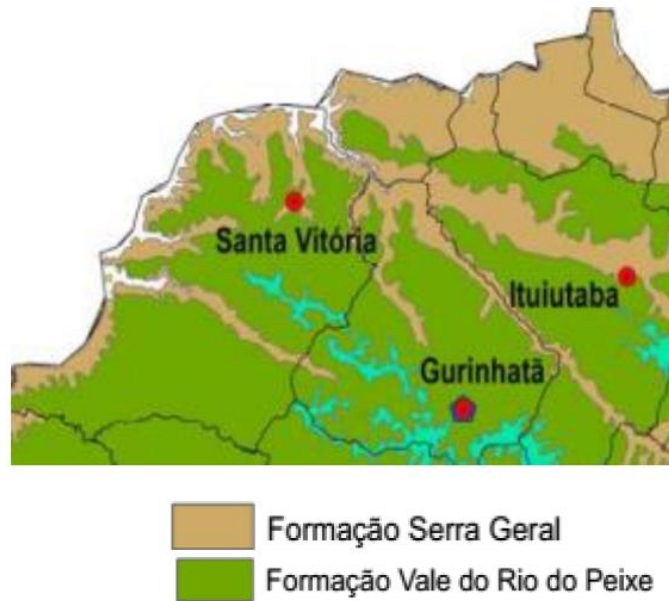 Santa Vitória
Ituiutaba
Gurinhatã
Formação Serra Geral
Formação Vale do Rio do Peixe